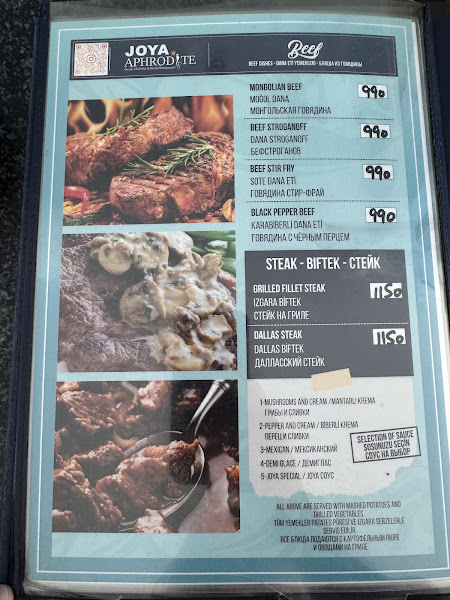 JOYA
APHRODITE
Beef
BEEF DISHES • DANA ETİ YEMEKLERİ • БЛЮДА ИЗ ГОВЯДИНЫ
MONGOLIAN BEEF 990
MOĞOL DANA
МОНГОЛЬСКАЯ ГОВЯДИНА
BEEF STROGANOFF 990
DANA STROGANOFF
БЕФСТРОГАНОВ
BEEF STIR FRY 990
SOTE DANA ETİ
ГОВЯДИНА СТИР-ФРАЙ
BLACK PEPPER BEEF 990
KARABİBERLİ DANA ETİ
ГОВЯДИНА С ЧЁРНЫМ ПЕРЦЕМ
STEAK - BIFTEK - СТЕЙК
GRILLED FILLET STEAK 1150
IZGARA BİFTEK
СТЕЙК НА ГРИЛЕ
DALLAS STEAK 1150
DALLAS BİFTEK
ДАЛЛАССКИЙ СТЕЙК
1-MUSHROOMS AND CREAM /MANTARLI KREMA
ГРИБЫ И СЛИВКИ
2-PEPPER AND CREAM / BİBERLİ KREMA
ПЕРЕЦ И СЛИВКИ
3-MEXICAN / МЕКСИКАНСКИЙ
4-DEMI GLACE / ДЕМИГЛАС
5-JOYA SPECIAL / JOYA СОУС
SELECTION OF SAUCE
SOSUNUZU SEÇİN
СОУС НА ВЫБОР
ALL ABOVE ARE SERVED WITH MASHED POTATOES AND
GRILLED VEGETABLES
TÜM YEMEKLER PATATES PÜRESİ VE IZGARA SEBZELERLE
SERVİS EDİLİR.
ВСЕ БЛЮДА ПОДАЮТСЯ С КАРТОФЕЛЬНЫМ ПЮРЕ
И ОВОЩАМИ НА ГРИЛЕ